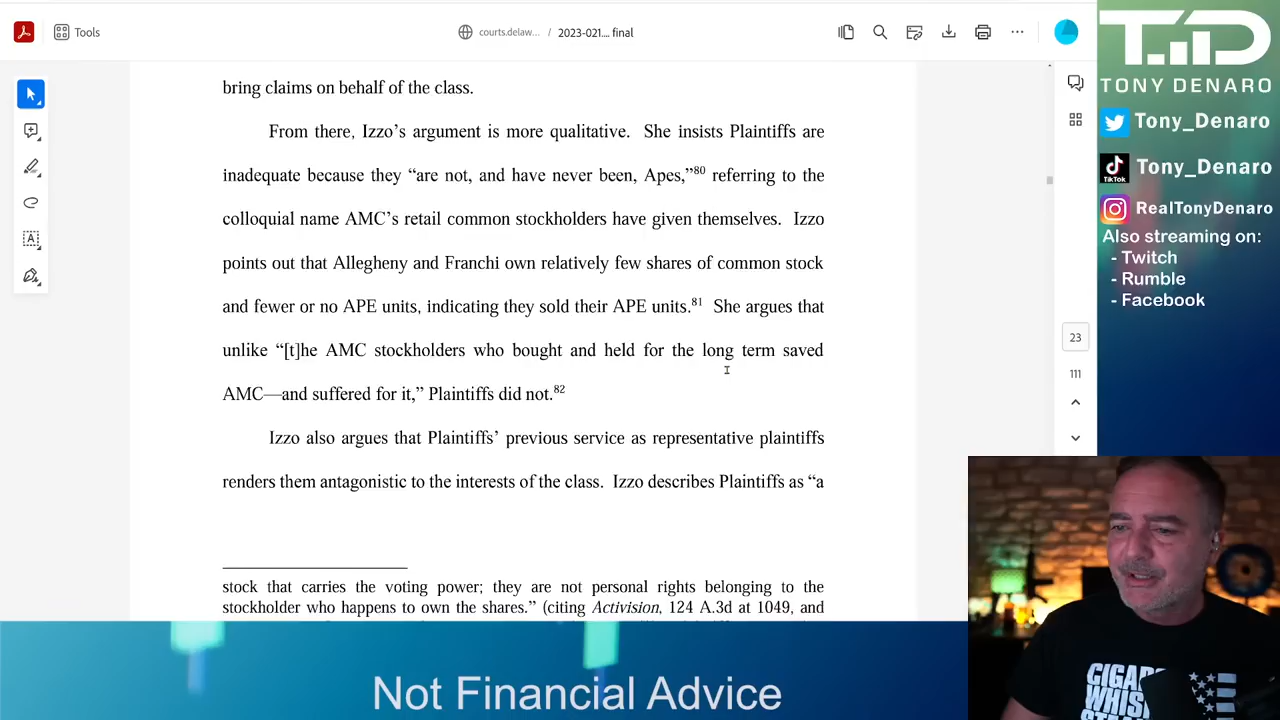 Tools
courts.delaw... / 2023-021.... final
bring claims on behalf of the class.
From there, Izzo’s argument is more qualitative. She insists Plaintiffs are
inadequate because they “are not, and have never been, Apes,”80 referring to the
colloquial name AMC’s retail common stockholders have given themselves. Izzo
points out that Allegheny and Franchi own relatively few shares of common stock
and fewer or no APE units, indicating they sold their APE units.81 She argues that
unlike “[t]he AMC stockholders who bought and held for the long term saved
AMC—and suffered for it,” Plaintiffs did not.82
Izzo also argues that Plaintiffs’ previous service as representative plaintiffs
renders them antagonistic to the interests of the class. Izzo describes Plaintiffs as “a
stock that carries the voting power; they are not personal rights belonging to the
stockholder who happens to own the shares.” (citing Activision, 124 A.3d at 1049, and
23
111
TD
TONY DENARO
Tony_Denaro
TikTok
Tony_Denaro
RealTonyDenaro
Also streaming on:
- Twitch
- Rumble
- Facebook
Not Financial Advice